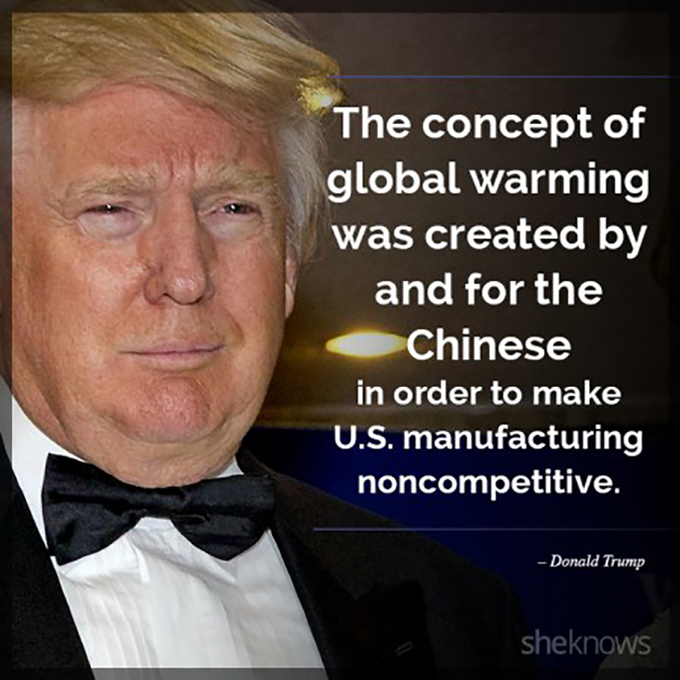 The concept of
global warming
was created by
and for the
Chinese
in order to make
U.S. manufacturing
noncompetitive.
– Donald Trump
sheknows